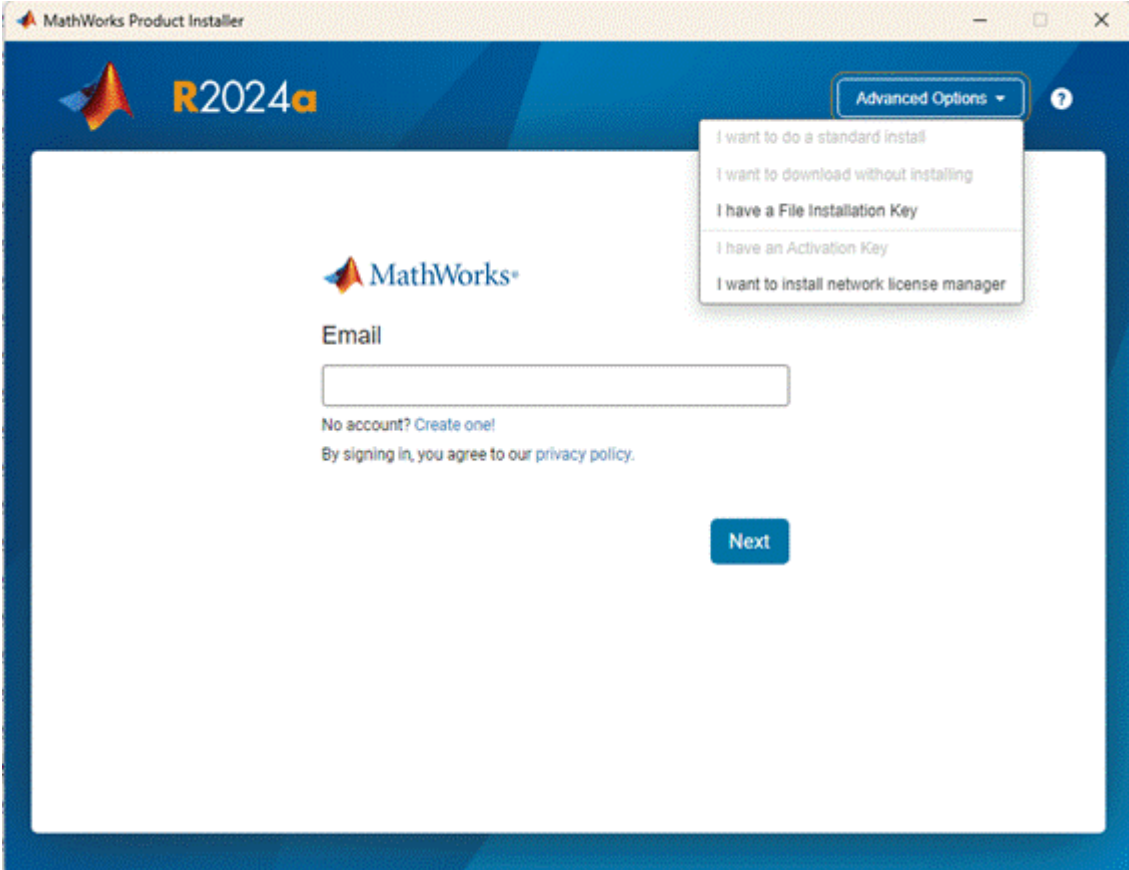 MathWorks Product Installer
R2024a
Advanced Options
?
I want to do a standard install
I want to download without installing
I have a File Installation Key
I have an Activation Key
I want to install network license manager
MathWorks®
Email
No account? Create one!
By signing in, you agree to our privacy policy.
Next